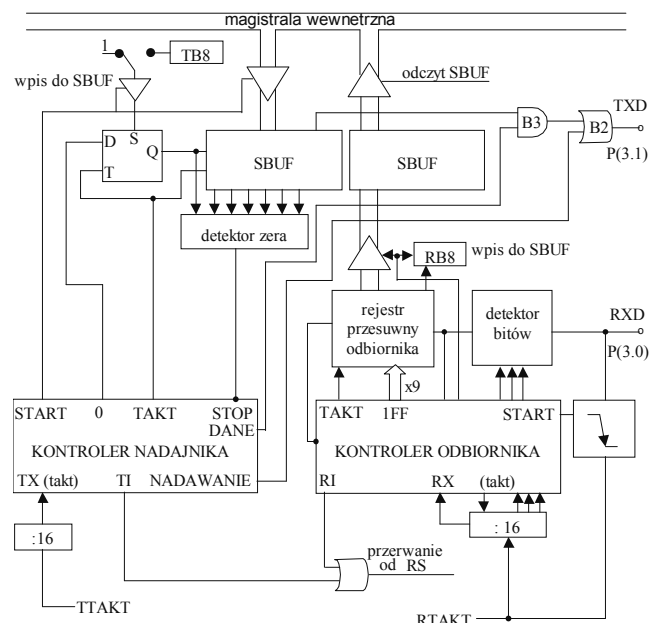 magistrala wewnetrzna
1
TB8
wpis do SBUF
odczyt SBUF
TXD
S
D
Q
T
B3
B2
SBUF
SBUF
P(3.1)
detektor zera
wpis do SBUF
RB8
rejestr
przesuwny
odbiornika
detektor
bitów
RXD
P(3.0)
x9
START 0 TAKT STOP
DANE
KONTROLER NADAJNIKA
TX (takt) TI NADAWANIE
TAKT 1FF START
KONTROLER ODBIORNIKA
RI RX (takt)
:16
: 16
przerwanie
od RS
TTAKT
RTAKT